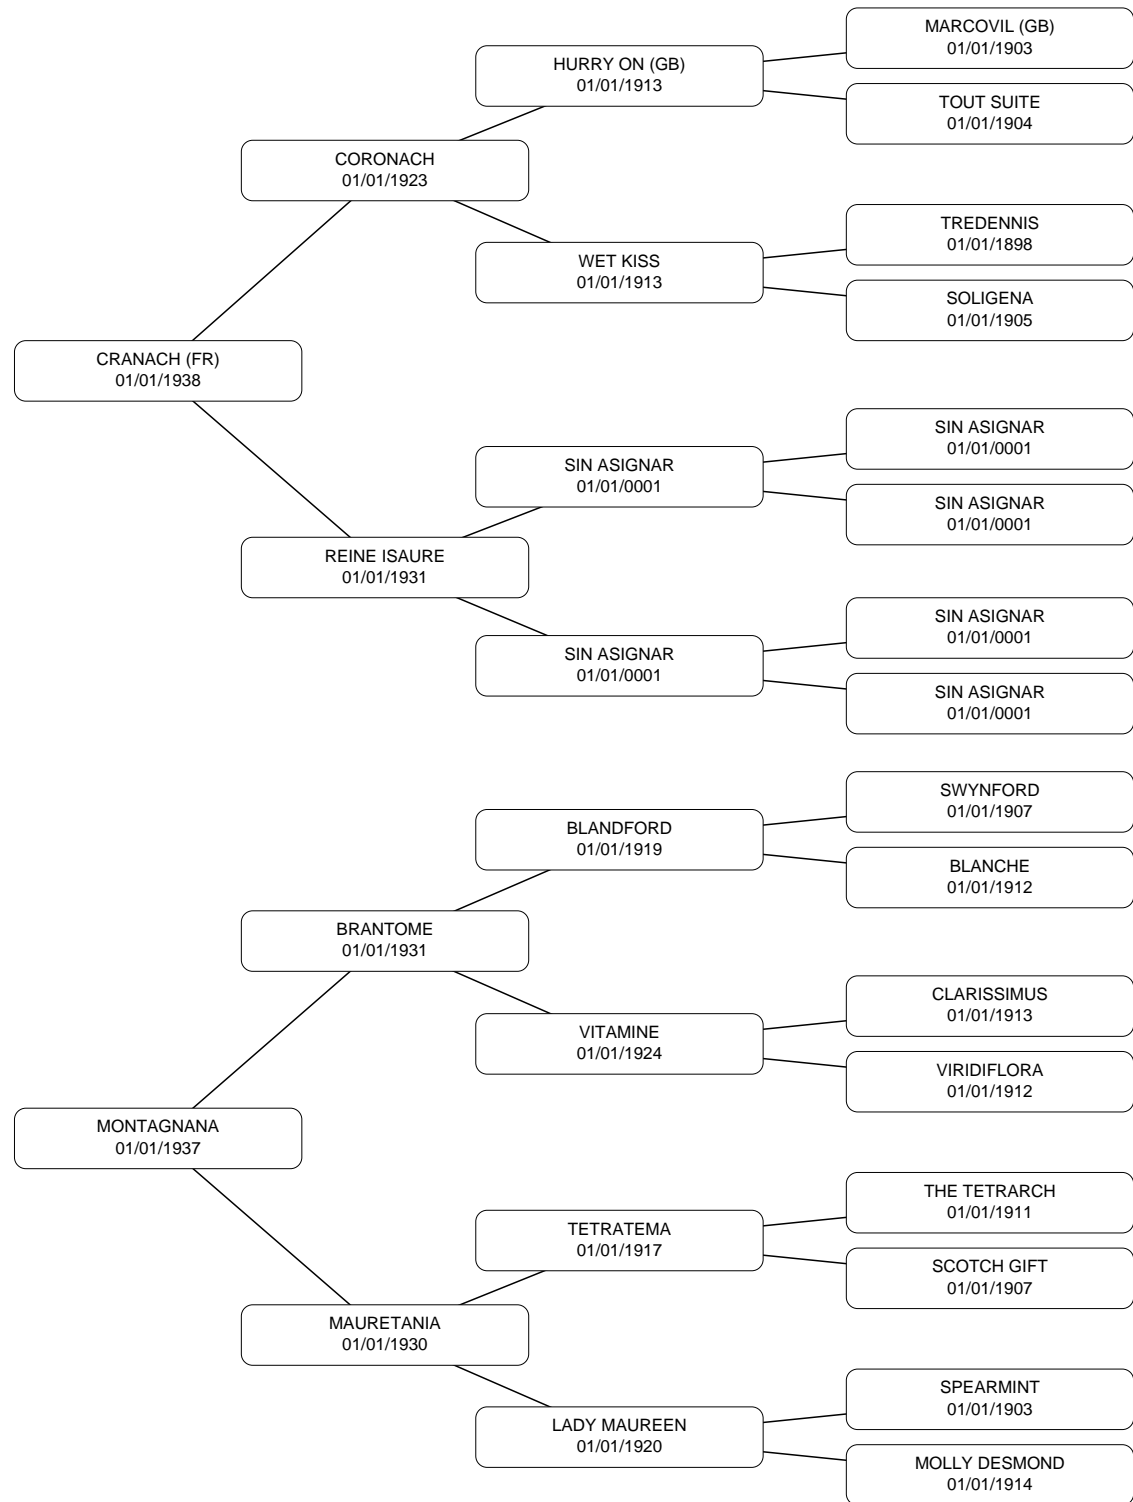 MARCOVIL (GB)
01/01/1903
HURRY ON (GB)
01/01/1913
TOUT SUITE
01/01/1904
CORONACH
01/01/1923
TREDENNIS
01/01/1898
WET KISS
01/01/1913
SOLIGENA
01/01/1905
CRANACH (FR)
01/01/1938
SIN ASIGNAR
01/01/0001
SIN ASIGNAR
01/01/0001
SIN ASIGNAR
01/01/0001
REINE ISAURE
01/01/1931
SIN ASIGNAR
01/01/0001
SIN ASIGNAR
01/01/0001
SIN ASIGNAR
01/01/0001
SWYNFORD
01/01/1907
BLANDFORD
01/01/1919
BLANCHE
01/01/1912
BRANTOME
01/01/1931
CLARISSIMUS
01/01/1913
VITAMINE
01/01/1924
VIRIDIFLORA
01/01/1912
MONTAGNANA
01/01/1937
THE TETRARCH
01/01/1911
TETRATEMA
01/01/1917
SCOTCH GIFT
01/01/1907
MAURETANIA
01/01/1930
SPEARMINT
01/01/1903
LADY MAUREEN
01/01/1920
MOLLY DESMOND
01/01/1914